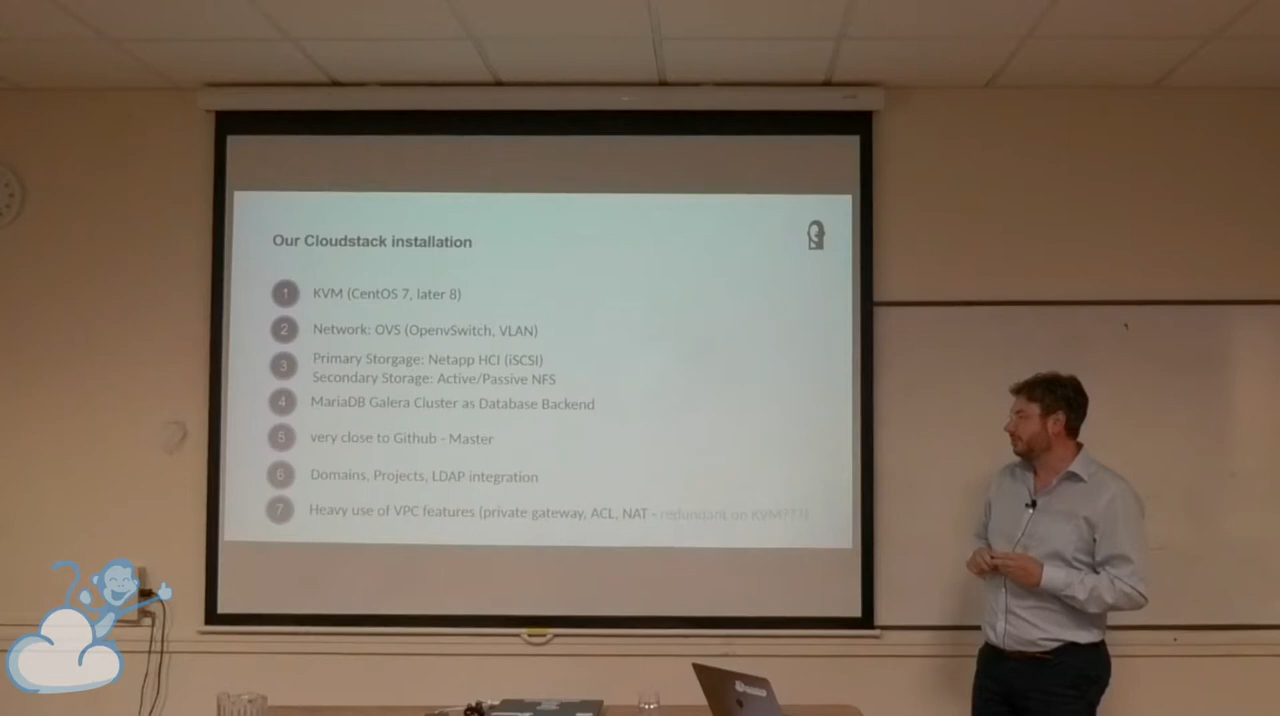 Our Cloudstack installation
1 KVM (CentOS 7, later 8)
2 Network: OVS (OpenvSwitch, VLAN)
3 Primary Storgage: Netapp HCI (iSCSI)
Secondary Storage: Active/Passive NFS
4 MariaDB Galera Cluster as Database Backend
5 very close to Github - Master
6 Domains, Projects, LDAP integration
7 Heavy use of VPC features (private gateway, ACL, NAT - redundant on KVM???)